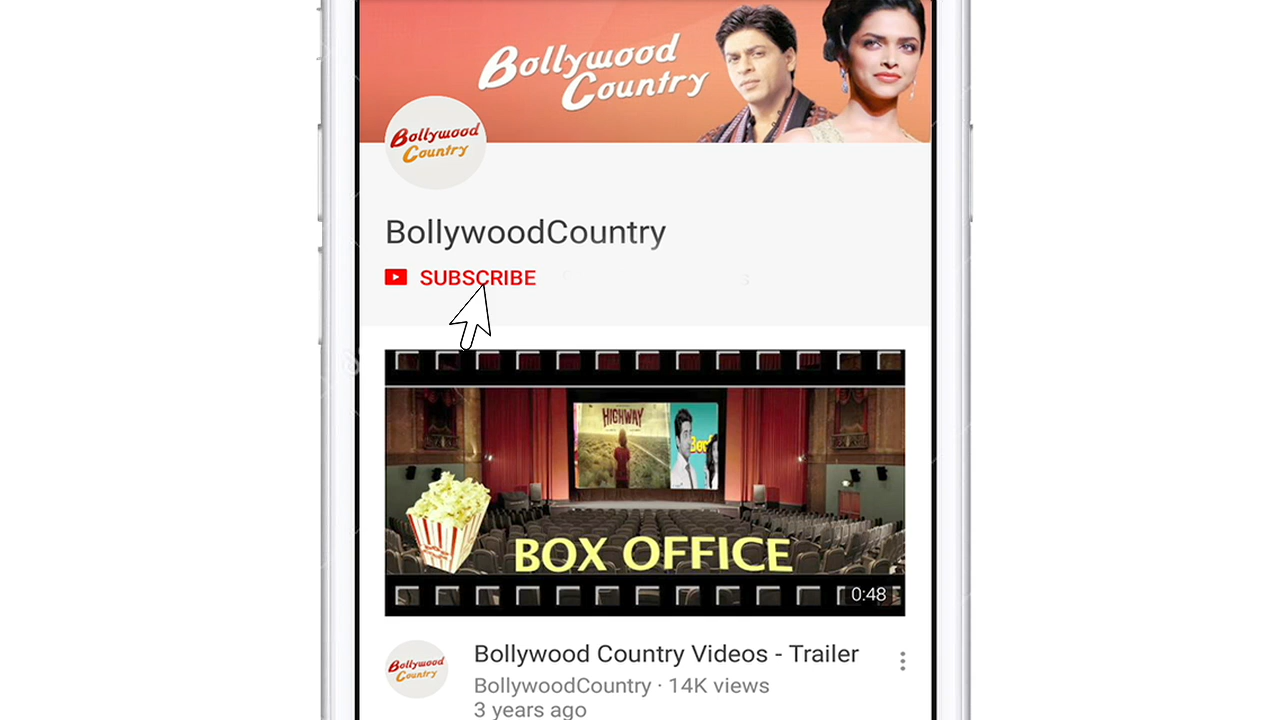 Bollywood
Country
Bollywood
Country
BollywoodCountry
SUBSCRIBE
HIGHWAY
BOX OFFICE
0:48
Bollywood
Country
Bollywood Country Videos - Trailer
BollywoodCountry · 14K views
3 years ago